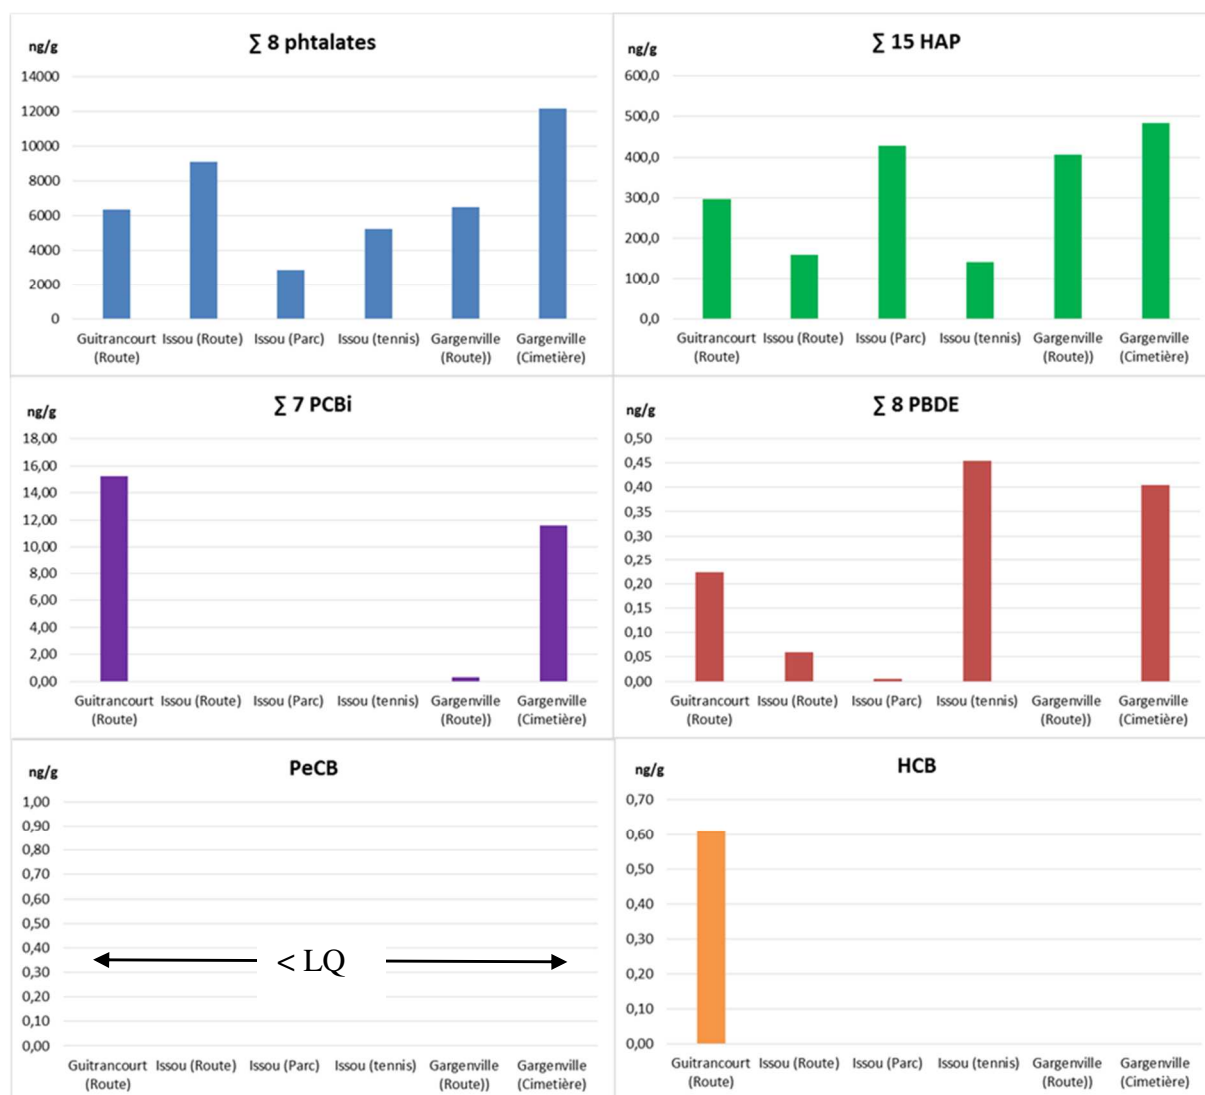 ∑ 8 phtalates
ng/g
14000
12000
10000
8000
6000
4000
2000
0
Guitrancourt (Route)
Issou (Route)
Issou (Parc)
Issou (tennis)
Gargenville (Route))
Gargenville (Cimetière)
∑ 15 HAP
ng/g
600,0
500,0
400,0
300,0
200,0
100,0
0,0
Guitrancourt (Route)
Issou (Route)
Issou (Parc)
Issou (tennis)
Gargenville (Route))
Gargenville (Cimetière)
∑ 7 PCBi
ng/g
18,00
16,00
14,00
12,00
10,00
8,00
6,00
4,00
2,00
0,00
Guitrancourt (Route)
Issou (Route)
Issou (Parc)
Issou (tennis)
Gargenville (Route))
Gargenville (Cimetière)
∑ 8 PBDE
ng/g
0,50
0,45
0,40
0,35
0,30
0,25
0,20
0,15
0,10
0,05
0,00
Guitrancourt (Route)
Issou (Route)
Issou (Parc)
Issou (tennis)
Gargenville (Route))
Gargenville (Cimetière)
PeCB
ng/g
1,00
0,90
0,80
0,70
0,60
0,50
0,40
0,30
0,20
0,10
0,00
< LQ
Guitrancourt (Route)
Issou (Route)
Issou (Parc)
Issou (tennis)
Gargenville (Route))
Gargenville (Cimetière)
HCB
ng/g
0,70
0,60
0,50
0,40
0,30
0,20
0,10
0,00
Guitrancourt (Route)
Issou (Route)
Issou (Parc)
Issou (tennis)
Gargenville (Route))
Gargenville (Cimetière)